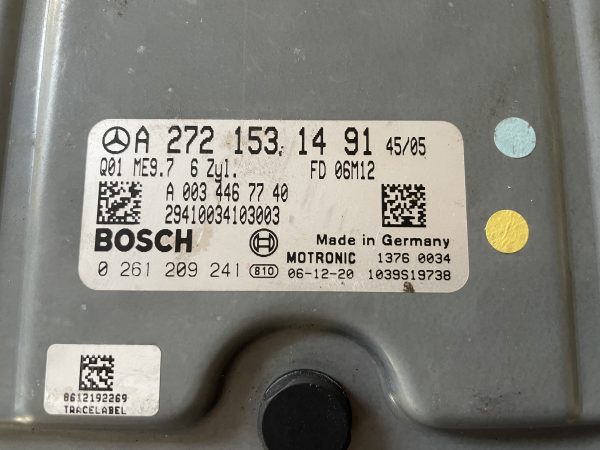 A 272 153 14 91 45/05
Q01 ME9.7 6 Zyl. FD 06M12
A 003 446 77 40
29410034103003
BOSCH
Made in Germany
MOTRONIC 1376 0034
0 261 209 241 810 06-12-20 1039S19738
8612192269
TRACELABEL